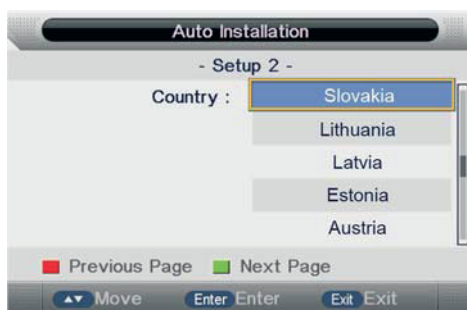 Auto Installation
- Setup 2 -
Country : Slovakia
Lithuania
Latvia
Estonia
Austria
Previous Page Next Page
Move Enter Enter Exit Exit